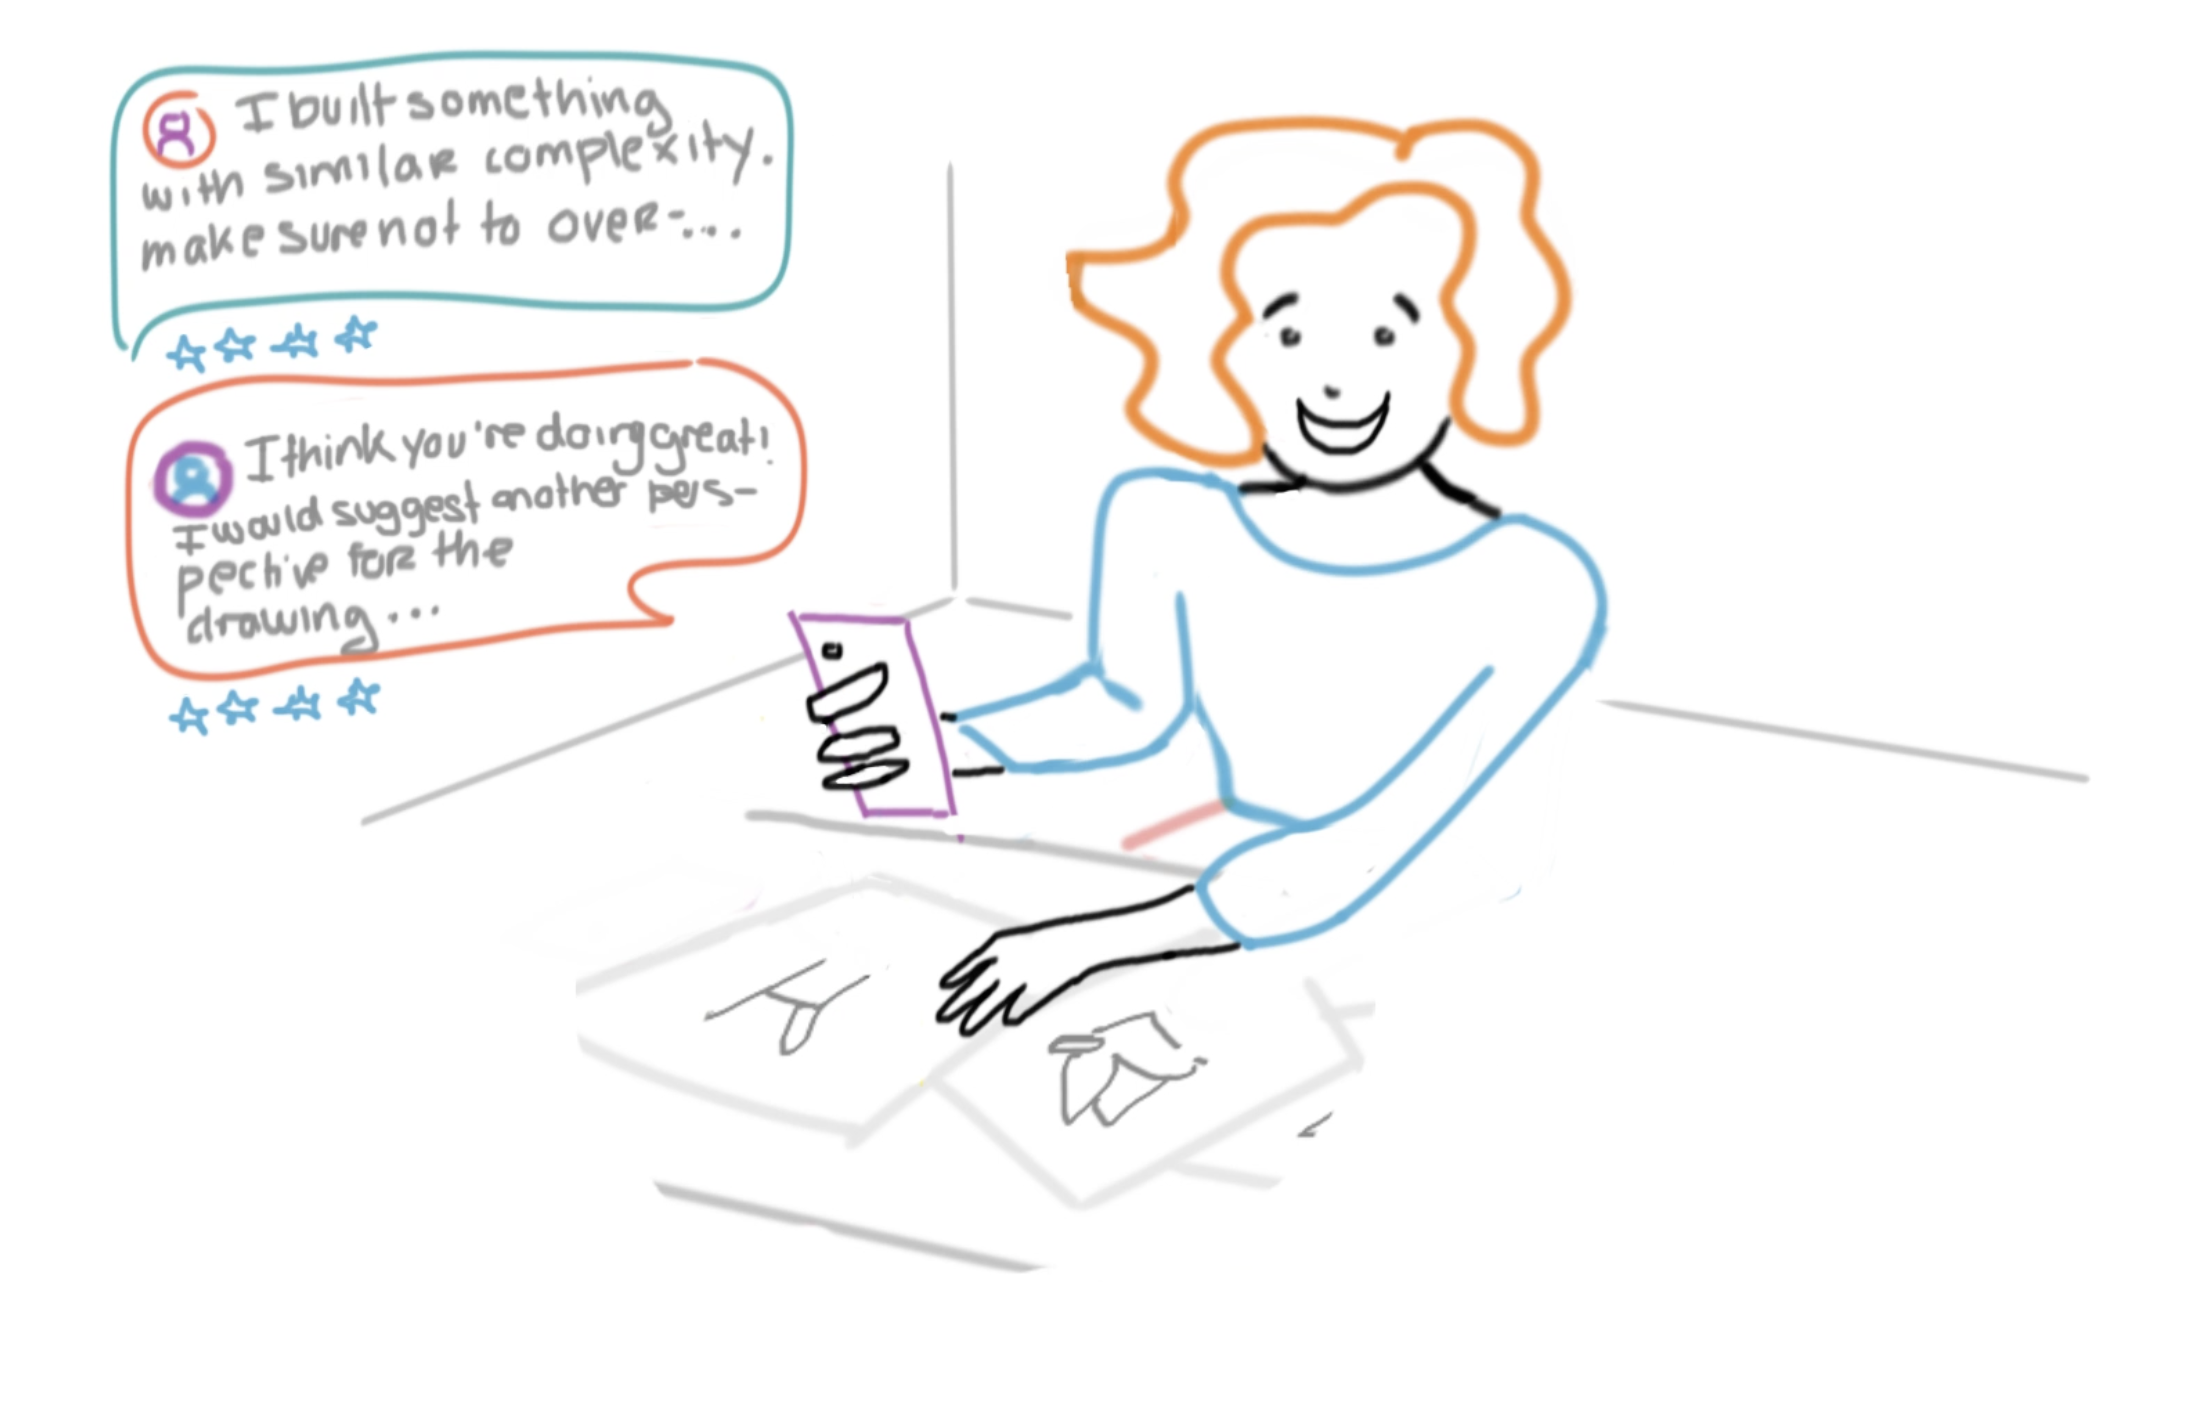 I built something
with similar complexity.
make sure not to over-...
I think you're doing great!
I would suggest another pers-
pective for the
drawing...